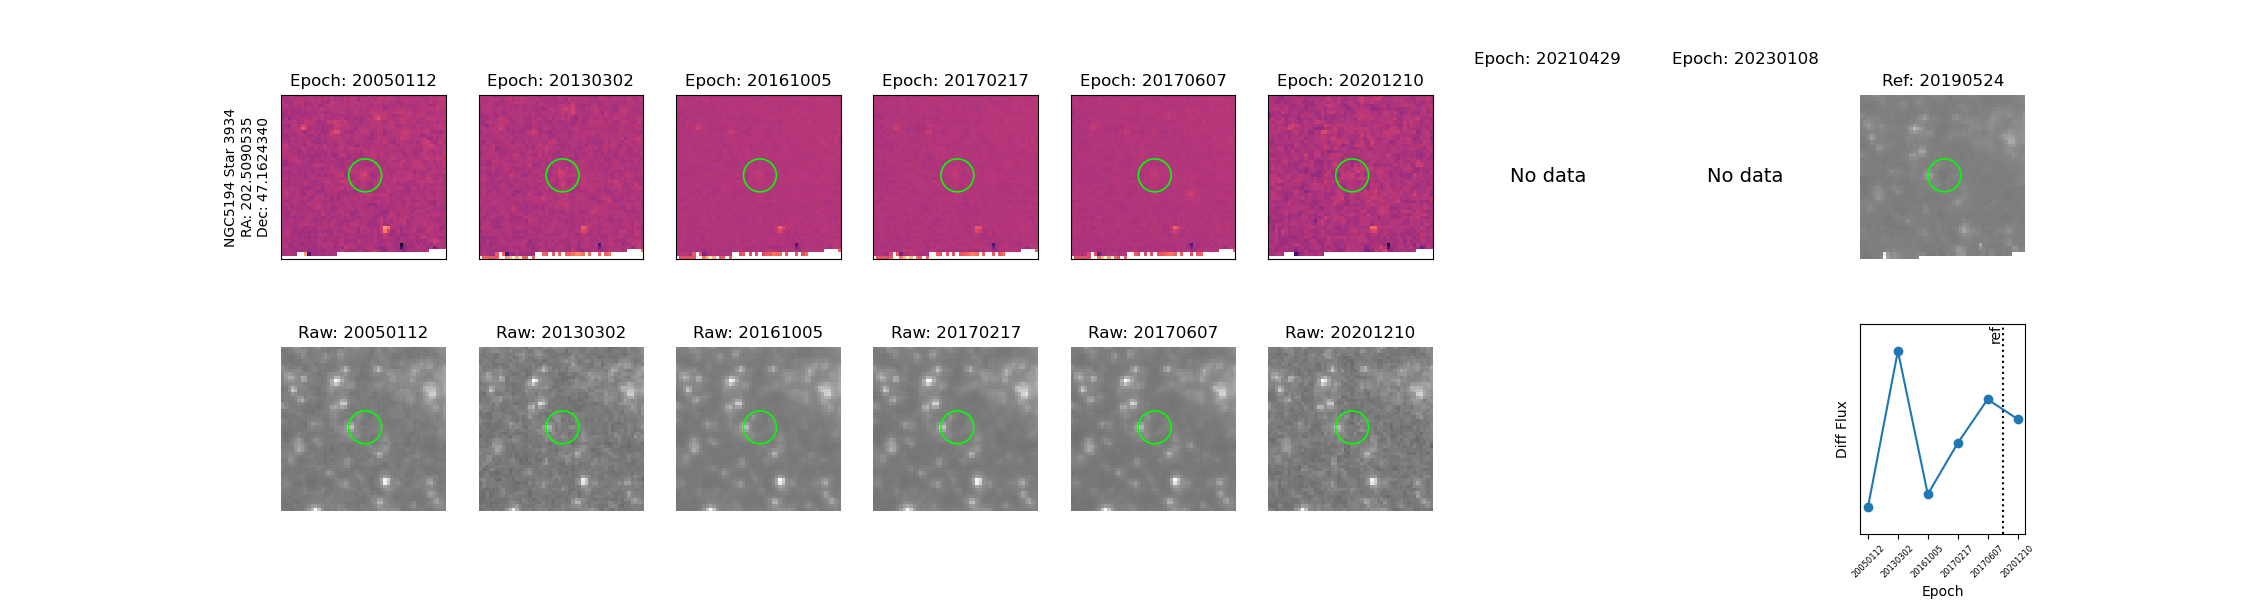 Epoch: 20210429
Epoch: 20230108
Epoch: 20050112
Epoch: 20130302
Epoch: 20161005
Epoch: 20170217
Epoch: 20170607
Epoch: 20201210
Ref: 20190524
NGC5194 Star 3934
RA: 202.5090535
Dec: 47.1624340
No data
No data
Raw: 20050112
Raw: 20130302
Raw: 20161005
Raw: 20170217
Raw: 20170607
Raw: 20201210
ref
Diff Flux
20050112
20130302
20161005
20170217
20170607
20201210
Epoch